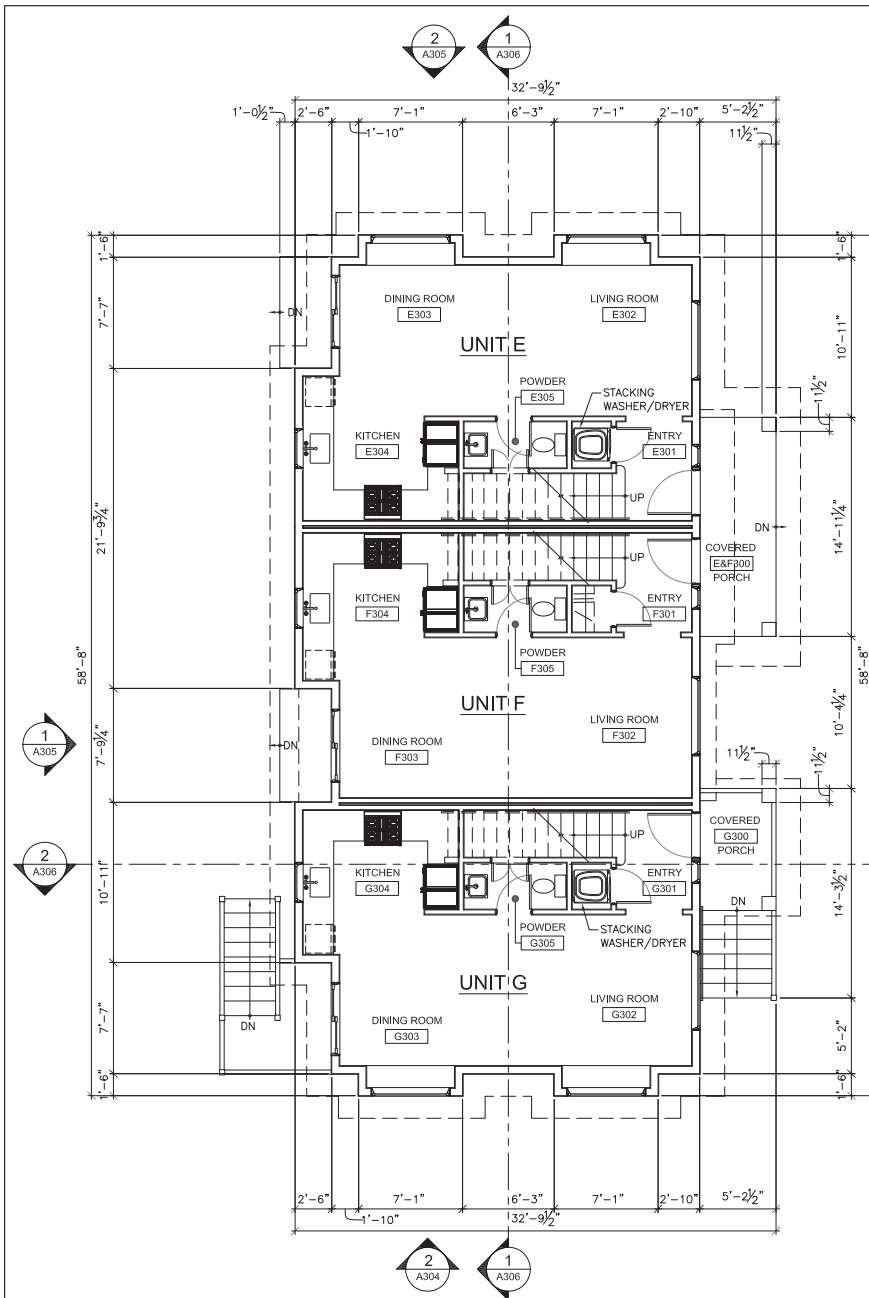 2
A305
1
A306
32'-9½"
1'-0½"
2'-6"
7'-1"
6'-3"
7'-1"
2'-10"
5'-2½"
1'-10"
11½"
1'-6"
1'-6"
DINING ROOM
E303
LIVING ROOM
E302
7'-7"
DN
10'-11"
UNIT E
POWDER
E305
STACKING
WASHER/DRYER
11½"
KITCHEN
E304
ENTRY
E301
UP
21'-9¾"
DN
14'-11¼"
COVERED
E&F300
PORCH
UP
KITCHEN
F304
ENTRY
F301
58'-8"
58'-8"
POWDER
F305
UNIT F
LIVING ROOM
F302
10'-4¼"
1
A305
7'-9¼"
DN
DINING ROOM
F303
11½"
11½"
UP
COVERED
G300
PORCH
2
A306
KITCHEN
G304
ENTRY
G301
10'-11"
14'-3½"
DN
POWDER
G305
STACKING
WASHER/DRYER
UNIT G
LIVING ROOM
G302
DINING ROOM
G303
DN
7'-7"
5'-2"
1'-6"
1'-6"
2'-6"
7'-1"
6'-3"
7'-1"
2'-10"
5'-2½"
1'-10"
32'-9½"
2
A304
1
A306